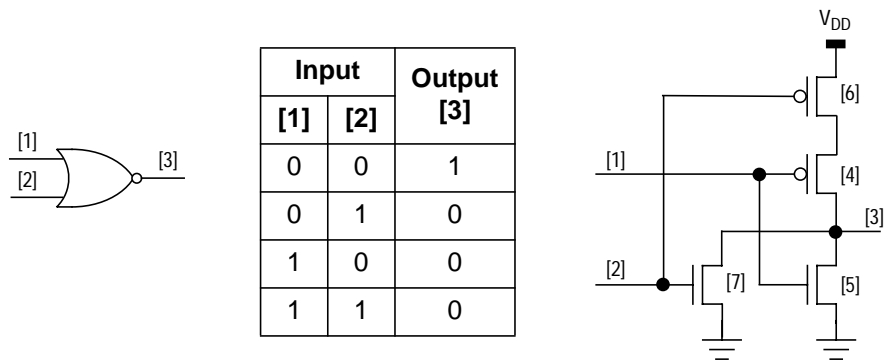 [1]
[2]
[3]
Input Output
[3]
[1] [2]
0 0 1
0 1 0
1 0 0
1 1 0
VDD
[6]
[1]
[4]
[3]
[2]
[7]
[5]